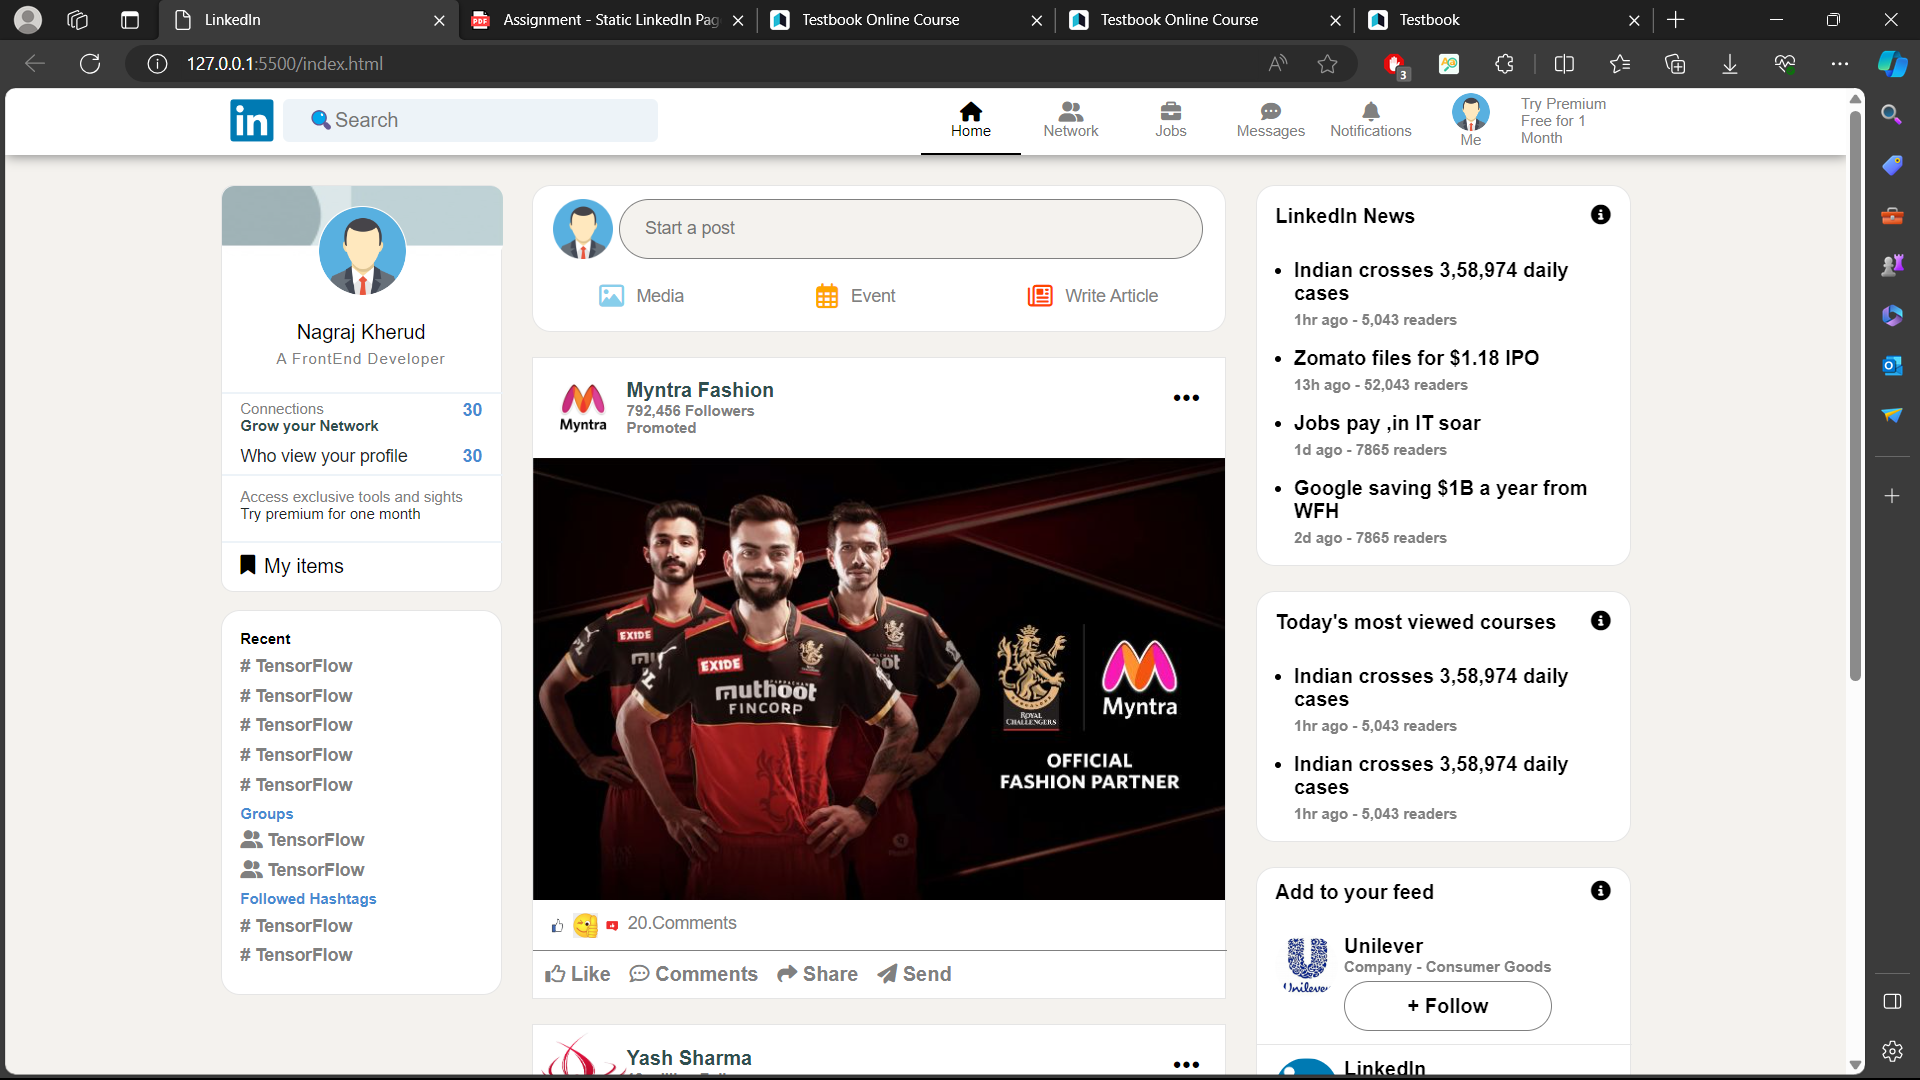 LinkedIn
Assignment - Static LinkedIn Pag
Testbook Online Course
Testbook Online Course
Testbook
127.0.0.1:5500/index.html
3
in
Search
Home
Network
Jobs
Messages
Notifications
Me
Try Premium
Free for 1
Month
Nagraj Kherud
A FrontEnd Developer
Connections
30
Grow your Network
Who view your profile
30
Access exclusive tools and sights
Try premium for one month
My items
Recent
# TensorFlow
# TensorFlow
# TensorFlow
# TensorFlow
# TensorFlow
Groups
TensorFlow
TensorFlow
Followed Hashtags
# TensorFlow
# TensorFlow
Start a post
Media
Event
Write Article
Myntra
Myntra Fashion
792,456 Followers
Promoted
EXIDE
EXIDE
muthoot
FINCORP
ROYAL
CHALLENGERS
Myntra
OFFICIAL
FASHION PARTNER
20.Comments
Like
Comments
Share
Send
Yash Sharma
LinkedIn News
Indian crosses 3,58,974 daily
cases
1hr ago - 5,043 readers
Zomato files for $1.18 IPO
13h ago - 52,043 readers
Jobs pay ,in IT soar
1d ago - 7865 readers
Google saving $1B a year from
WFH
2d ago - 7865 readers
Today's most viewed courses
Indian crosses 3,58,974 daily
cases
1hr ago - 5,043 readers
Indian crosses 3,58,974 daily
cases
1hr ago - 5,043 readers
Add to your feed
Unilever
Unilever
Company - Consumer Goods
+ Follow
LinkedIn